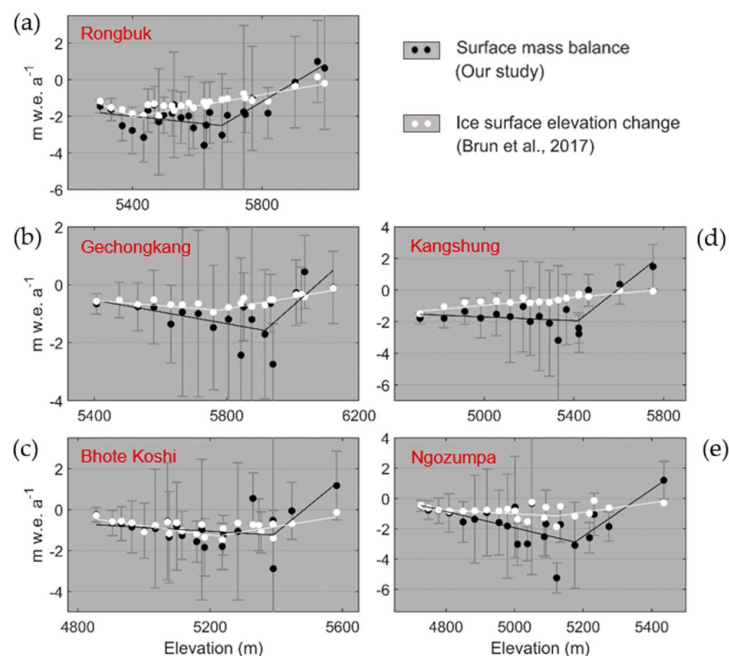 (a)
Rongbuk
m w.e. a⁻¹
2
0
-2
-4
-6
5400
5800
Surface mass balance
(Our study)
Ice surface elevation change
(Brun et al., 2017)
(b)
Gechongkang
m w.e. a⁻¹
2
0
-2
-4
5400
5800
6200
Kangshung
(d)
4
2
0
-2
-4
-6
5000
5400
5800
(c)
Bhote Koshi
m w.e. a⁻¹
2
0
-2
-4
4800
5200
5600
Elevation (m)
Ngozumpa
(e)
2
0
-2
-4
-6
4800
5000
5200
5400
Elevation (m)